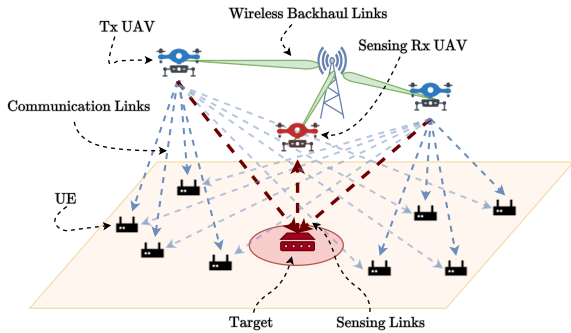 Wireless Backhaul Links
Tx UAV
Sensing Rx UAV
Communication Links
UE
Target
Sensing Links